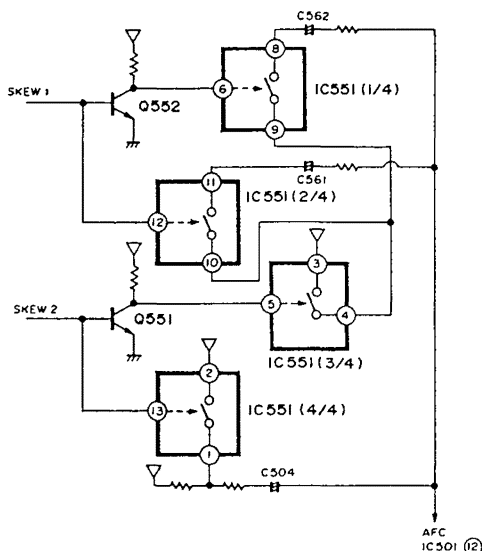 C562
8
SKEW 1
6
IC551 (1/4)
Q552
9
11
C561
IC551 (2/4)
12
10
3
SKEW 2
Q551
5
4
IC551 (3/4)
2
13
IC551 (4/4)
1
C504
AFC
IC501 12